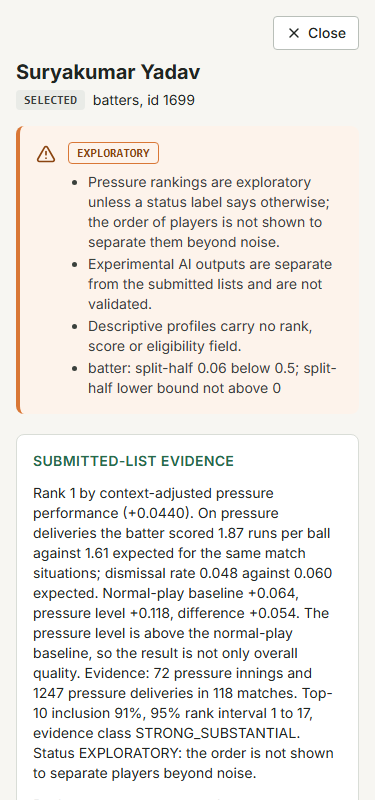 Close
Suryakumar Yadav
SELECTED batters, id 1699
EXPLORATORY
• Pressure rankings are exploratory
unless a status label says otherwise;
the order of players is not shown to
separate them beyond noise.
• Experimental AI outputs are separate
from the submitted lists and are not
validated.
• Descriptive profiles carry no rank,
score or eligibility field.
• batter: split-half 0.06 below 0.5; split-
half lower bound not above 0
SUBMITTED-LIST EVIDENCE
Rank 1 by context-adjusted pressure
performance (+0.0440). On pressure
deliveries the batter scored 1.87 runs per ball
against 1.61 expected for the same match
situations; dismissal rate 0.048 against 0.060
expected. Normal-play baseline +0.064,
pressure level +0.118, difference +0.054. The
pressure level is above the normal-play
baseline, so the result is not only overall
quality. Evidence: 72 pressure innings and
1247 pressure deliveries in 118 matches. Top-
10 inclusion 91%, 95% rank interval 1 to 17,
evidence class STRONG_SUBSTANTIAL.
Status EXPLORATORY: the order is not shown
to separate players beyond noise.